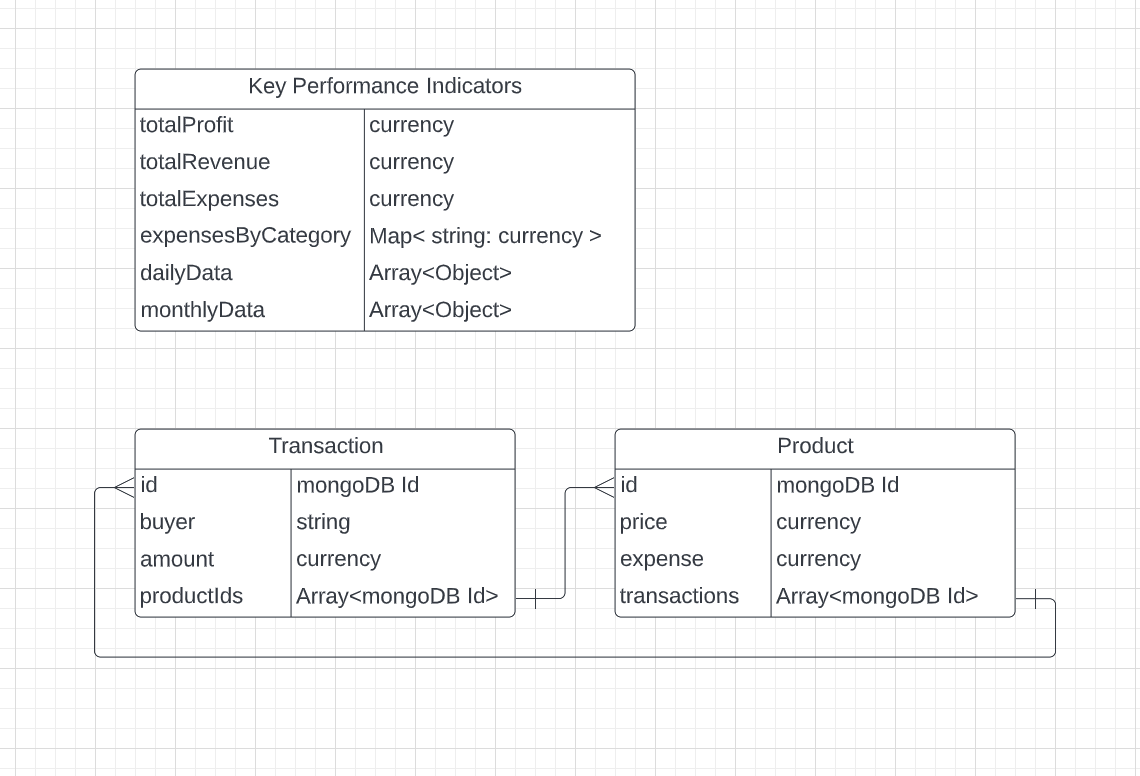 Key Performance Indicators
totalProfit currency
totalRevenue currency
totalExpenses currency
expensesByCategory Map< string: currency >
dailyData Array<Object>
monthlyData Array<Object>
Transaction
id mongoDB Id
buyer string
amount currency
productIds Array<mongoDB Id>
Product
id mongoDB Id
price currency
expense currency
transactions Array<mongoDB Id>